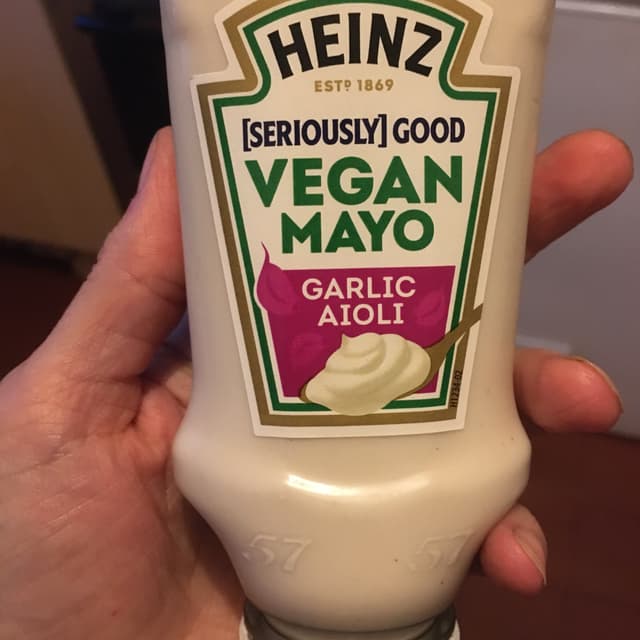 HEINZ
ESTD 1869
[SERIOUSLY] GOOD
VEGAN
MAYO
GARLIC
AIOLI
57 57